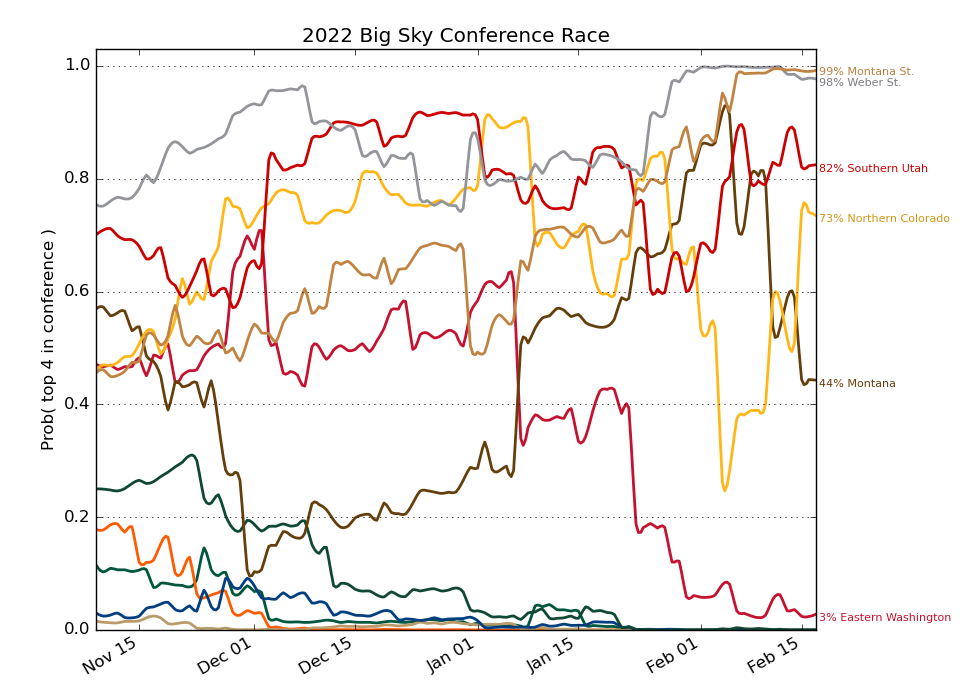 2022 Big Sky Conference Race
Prob( top 4 in conference )
1.0
0.8
0.6
0.4
0.2
0.0
Nov 15
Dec 01
Dec 15
Jan 01
Jan 15
Feb 01
Feb 15
99% Montana St.
98% Weber St.
82% Southern Utah
73% Northern Colorado
44% Montana
3% Eastern Washington